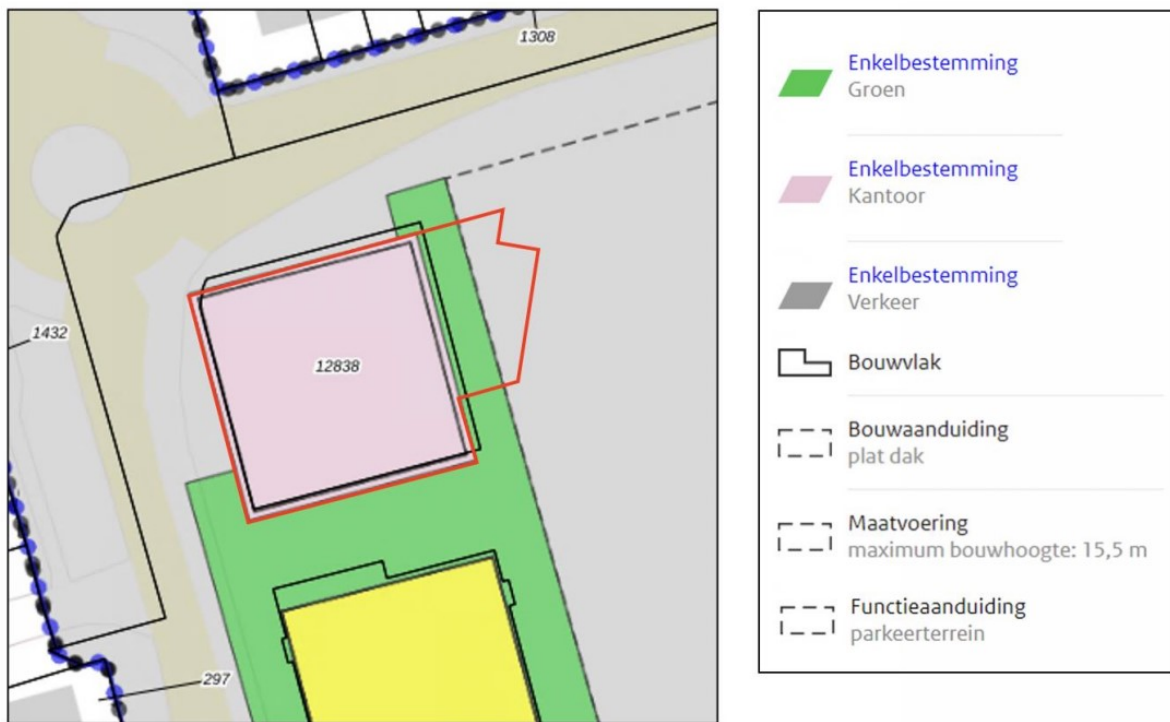 1308
12838
1432
297
Enkelbestemming
Groen
Enkelbestemming
Kantoor
Enkelbestemming
Verkeer
Bouwvlak
Bouwaanduiding
plat dak
Maatvoering
maximum bouwhoogte: 15,5 m
Functieaanduiding
parkeerterrein